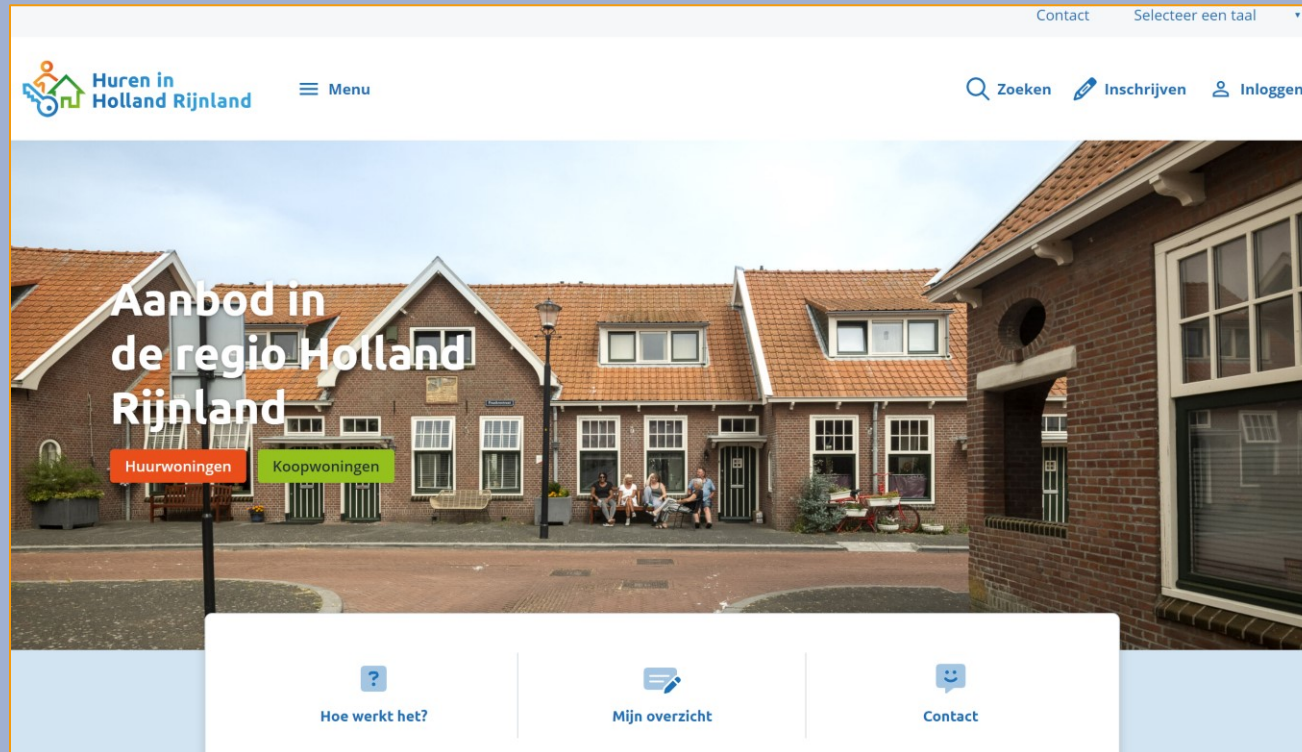 Contact Selecteer een taal
Huren in
Holland Rijnland
Menu
Zoeken Inschrijven Inloggen
Aanbod in
de regio Holland
Rijnland
Huurwoningen Koopwoningen
?
Hoe werkt het? Mijn overzicht Contact